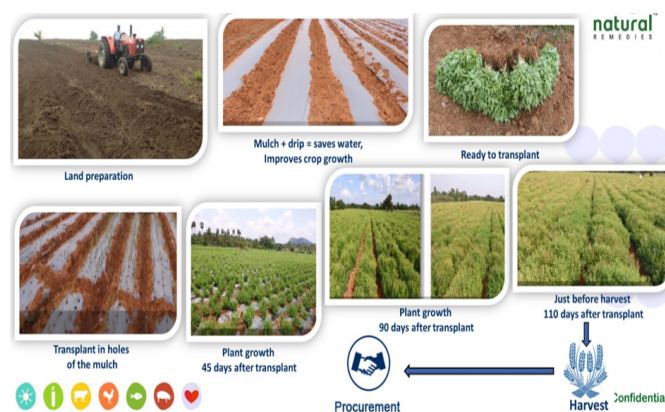 natural
REMEDIES
Land preparation
Mulch + drip = saves water,
Improves crop growth
Ready to transplant
Transplant in holes
of the mulch
Plant growth
45 days after transplant
Plant growth
90 days after transplant
Just before harvest
110 days after transplant
Procurement
Harvest
Confidentia